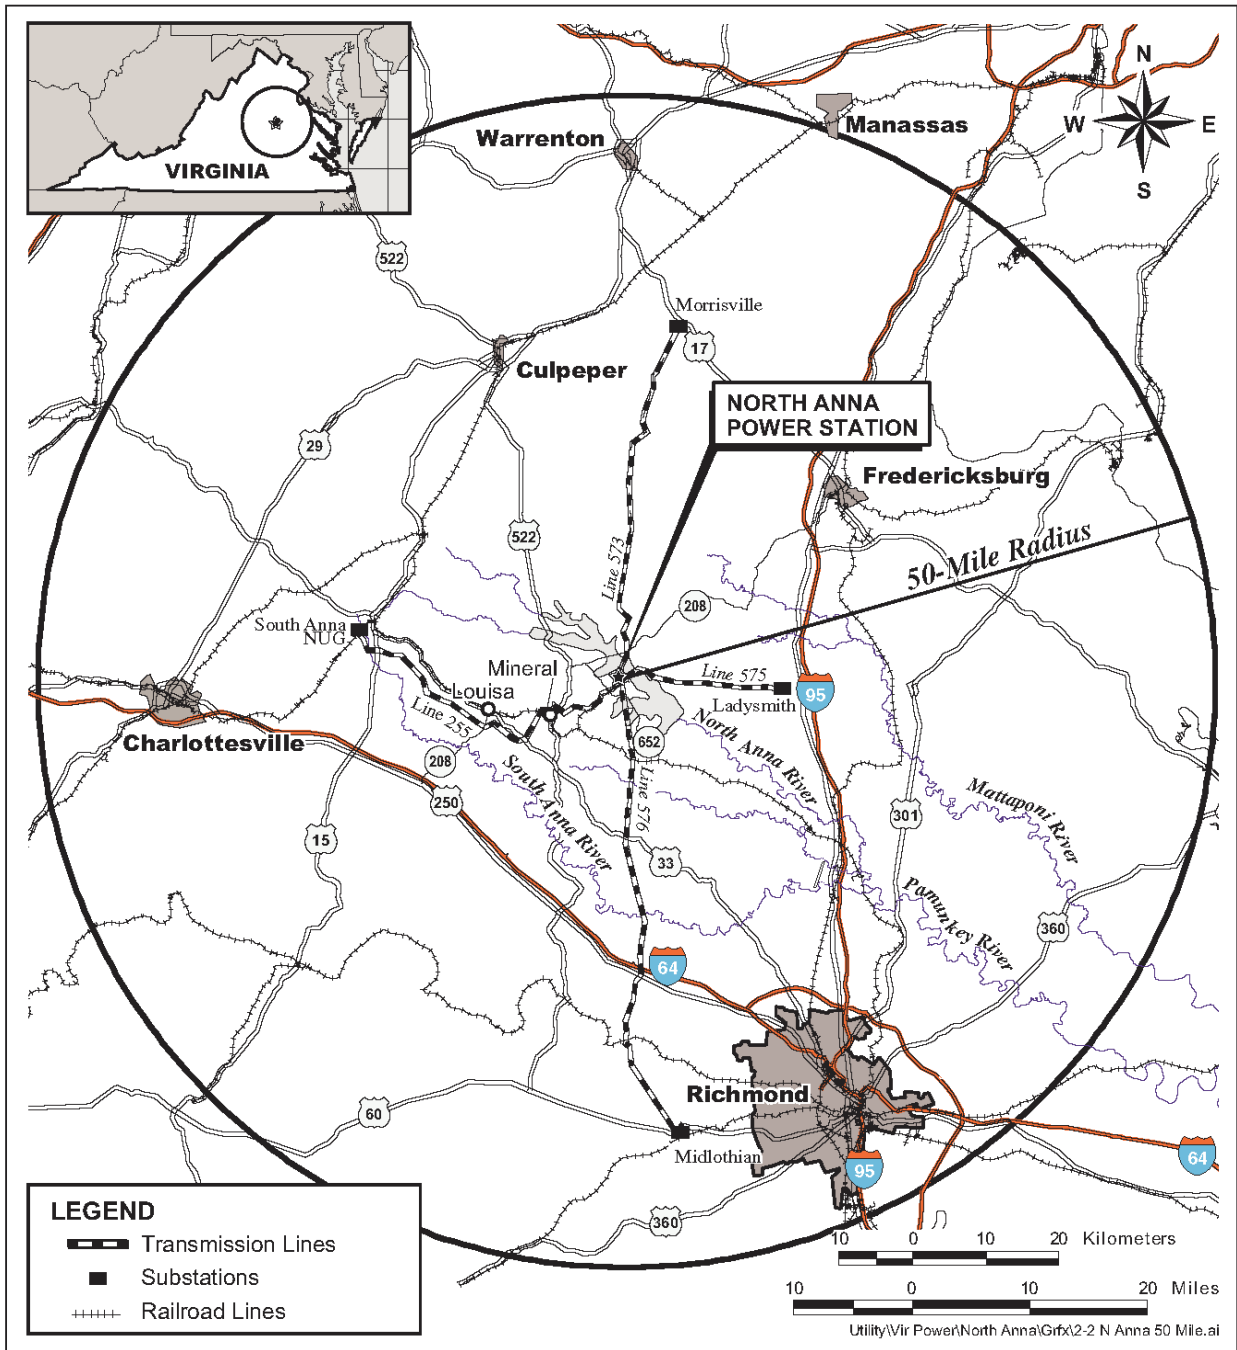 VIRGINIA
N
W
E
S
Warrenton
Manassas
522
Morrisville
17
Culpeper
NORTH ANNA
POWER STATION
29
Fredericksburg
522
50-Mile Radius
Line 573
208
South Anna
NUG
Mineral
Louisa
Line 575
95
Ladysmith
Line 255
Charlottesville
652
208
North Anna River
250
South Anna River
Line 576
Mattaponi River
301
15
33
Pamunkey River
360
64
Richmond
60
Midlothian
95
64
360
LEGEND
Transmission Lines
Substations
Railroad Lines
10 0 10 20 Kilometers
10 0 10 20 Miles
Utility\Vir Power\North Anna\Grfx\2-2 N Anna 50 Mile.ai